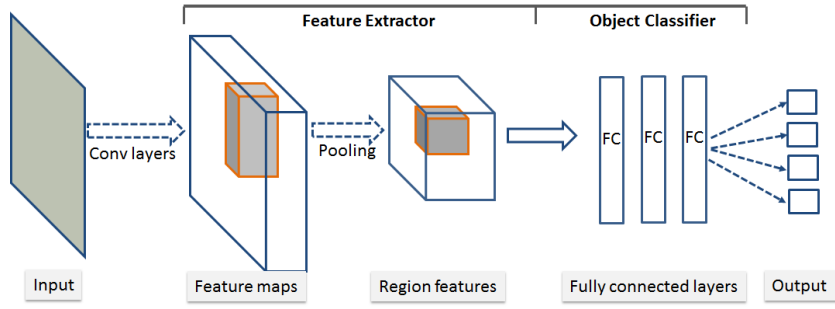 Feature Extractor
Object Classifier
Conv layers
Pooling
FC
FC
FC
Input
Feature maps
Region features
Fully connected layers
Output